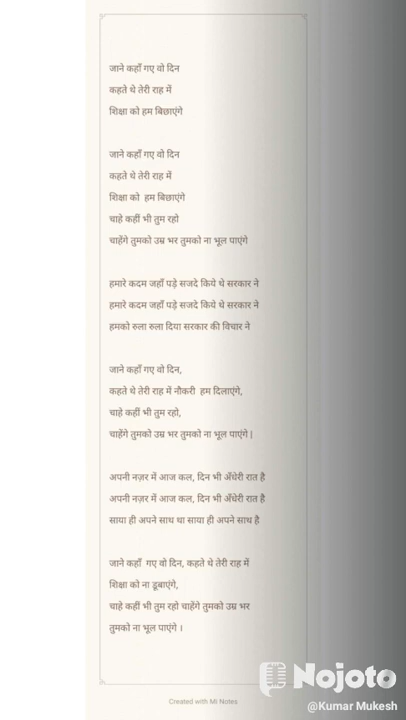 जाने कहाँ गए वो दिन
कहते थे तेरी राह में
शिक्षा को हम बिछाएंगे
जाने कहाँ गए वो दिन
कहते थे तेरी राह में
शिक्षा को हम बिछाएंगे
चाहे कहीं भी तुम रहो
चाहेंगे तुमको उम्र भर तुमको ना भूल पाएंगे
हमारे कदम जहाँ पड़े सजदे किये थे सरकार ने
हमारे कदम जहाँ पड़े सजदे किये थे सरकार ने
हमको रुला रुला दिया सरकार की विचार ने
जाने कहाँ गए वो दिन,
कहते थे तेरी राह में नौकरी हम दिलाएंगे,
चाहे कहीं भी तुम रहो,
चाहेंगे तुमको उम्र भर तुमको ना भूल पाएंगे|
अपनी नज़र में आज कल, दिन भी अँधेरी रात है
अपनी नज़र में आज कल, दिन भी अँधेरी रात है
साया ही अपने साथ था साया ही अपने साथ है
जाने कहाँ गए वो दिन, कहते थे तेरी राह में
शिक्षा को ना डूबाएंगे,
चाहे कहीं भी तुम रहो चाहेंगे तुमको उम्र भर
तुमको ना भूल पाएंगे ।
Created with Mi Notes
Nojoto
@Kumar Mukesh